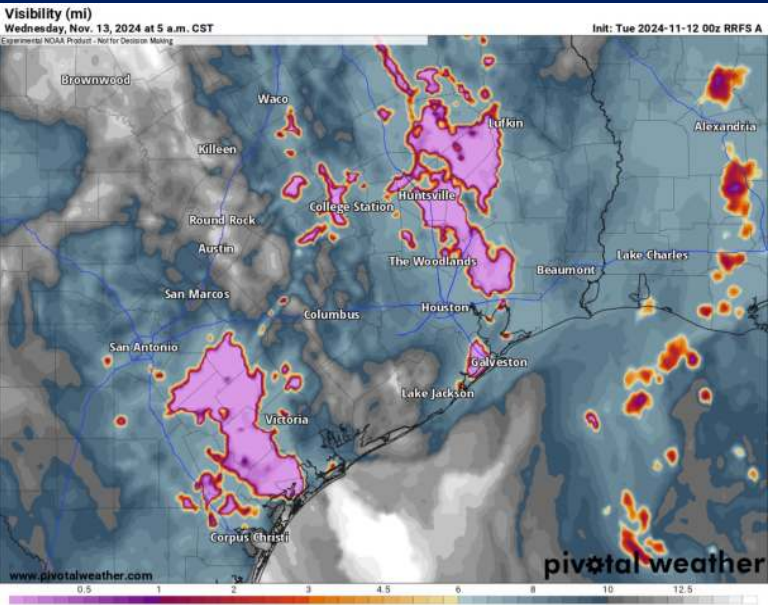 Visibility (mi)
Wednesday, Nov. 13, 2024 at 5 a.m. CST
Init: Tue 2024-11-12 00z RRFS A
Experimental NOAA Product - Not for Decision Making
Brownwood
Waco
Lufkin
Alexandria
Killeen
Huntsville
College Station
Round Rock
Austin
The Woodlands
Lake Charles
Beaumont
San Marcos
Columbus
Houston
San Antonio
Galveston
Lake Jackson
Victoria
Corpus Christi
www.pivotalweather.com
pivotal weather
0.5 1 2 3 4.5 6 8 10 12.5